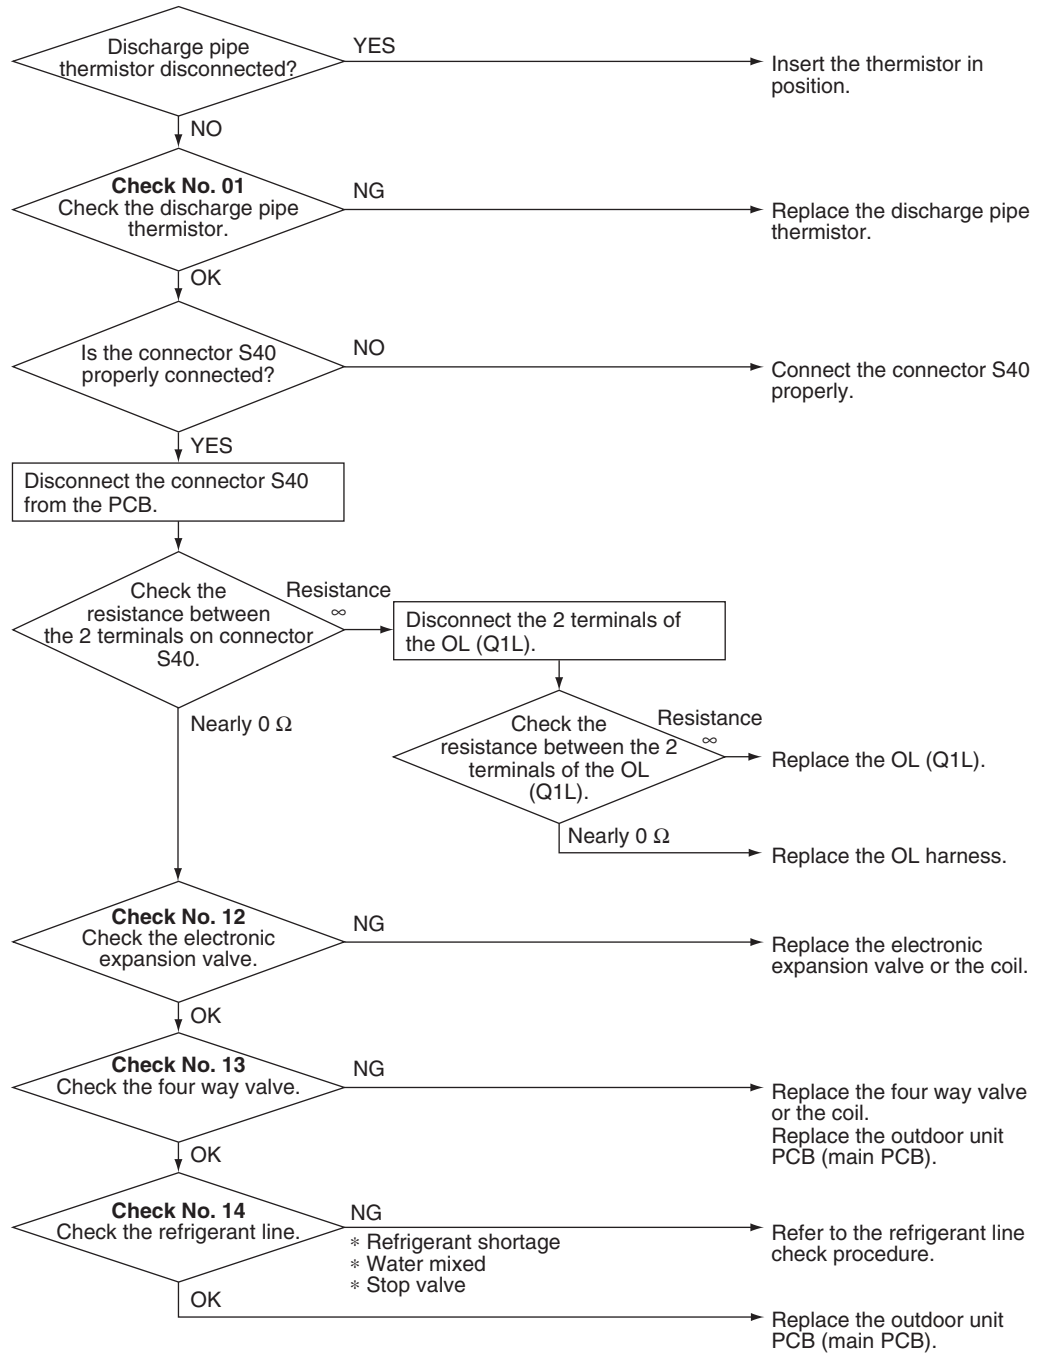 Discharge pipe
thermistor disconnected?
YES
Insert the thermistor in
position.
NO
Check No. 01
Check the discharge pipe
thermistor.
NG
Replace the discharge pipe
thermistor.
OK
Is the connector S40
properly connected?
NO
Connect the connector S40
properly.
YES
Disconnect the connector S40
from the PCB.
Check the
resistance between
the 2 terminals on connector
S40.
Resistance
∞
Disconnect the 2 terminals of
the OL (Q1L).
Nearly 0 Ω
Check the
resistance between the 2
terminals of the OL
(Q1L).
Resistance
∞
Replace the OL (Q1L).
Nearly 0 Ω
Replace the OL harness.
Check No. 12
Check the electronic
expansion valve.
NG
Replace the electronic
expansion valve or the coil.
OK
Check No. 13
Check the four way valve.
NG
Replace the four way valve
or the coil.
Replace the outdoor unit
PCB (main PCB).
OK
Check No. 14
Check the refrigerant line.
NG
∗ Refrigerant shortage
∗ Water mixed
∗ Stop valve
Refer to the refrigerant line
check procedure.
OK
Replace the outdoor unit
PCB (main PCB).